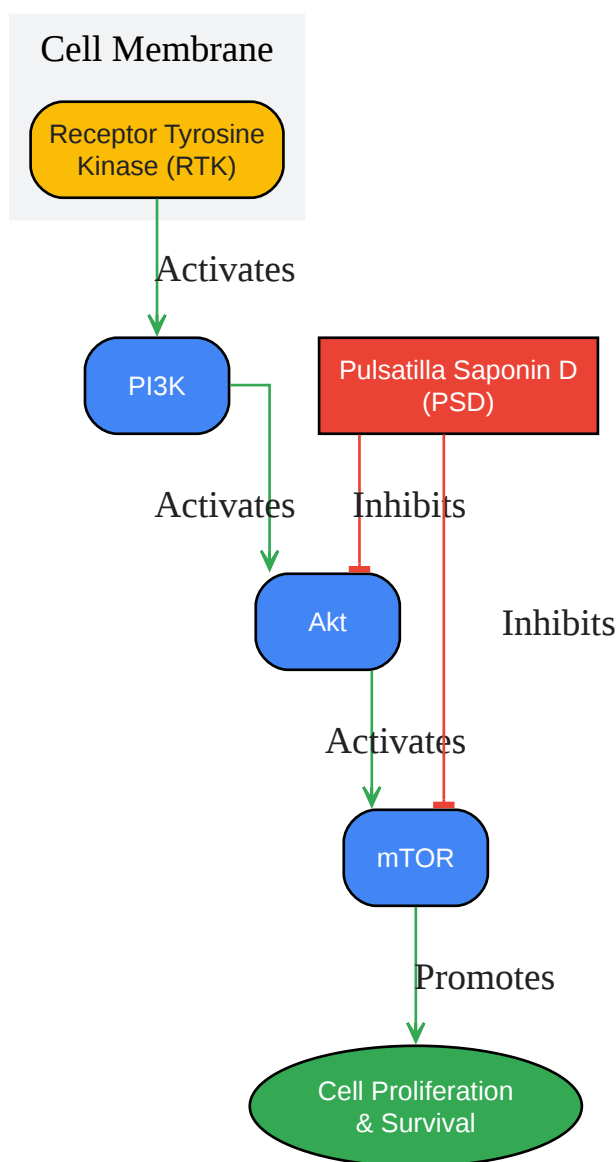 Cell Membrane
Receptor Tyrosine
Kinase (RTK)
Activates
PI3K
Pulsatilla Saponin D
(PSD)
Activates
Inhibits
Akt
Inhibits
Activates
mTOR
Promotes
Cell Proliferation
& Survival